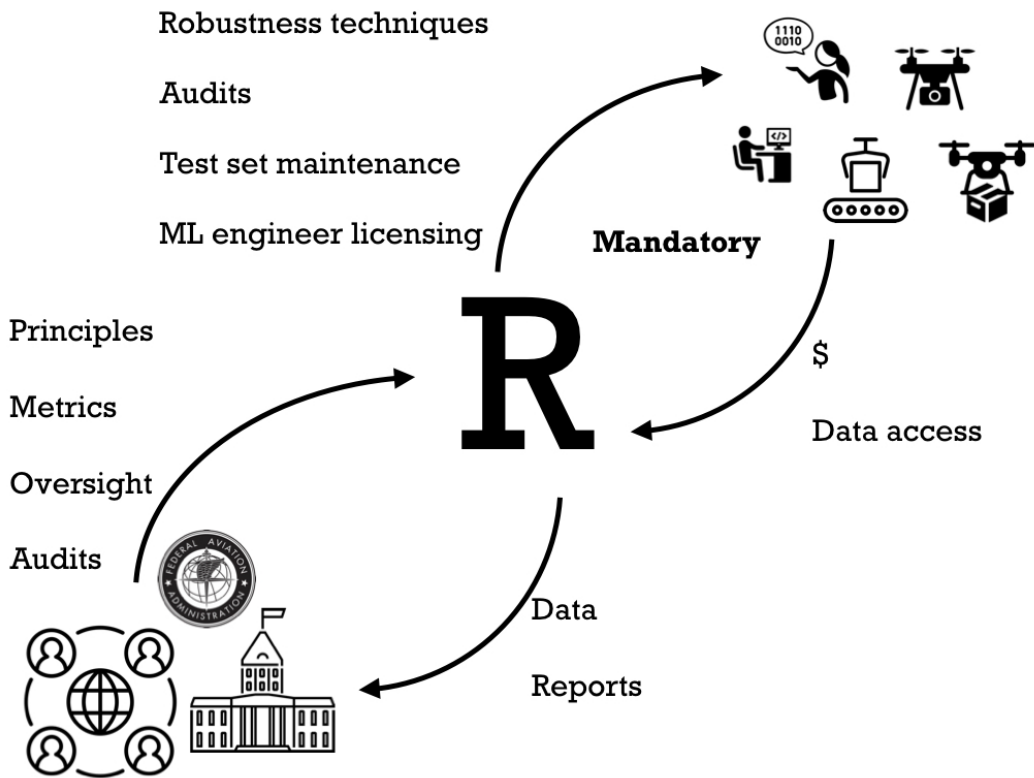 Robustness techniques
Audits
Test set maintenance
ML engineer licensing
1110
0010
</>
Mandatory
Principles
Metrics
Oversight
Audits
R
$
Data access
FEDERAL AVIATION
ADMINISTRATION
Data
Reports